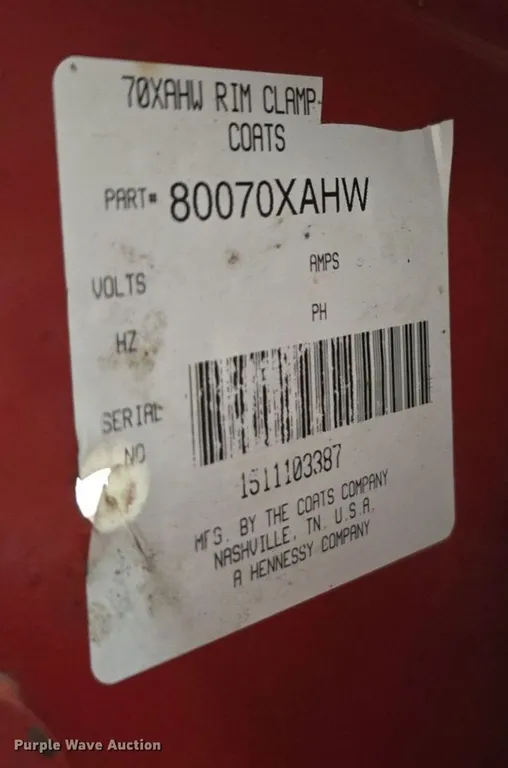 70XAHW RIM CLAMP
COATS
PART# 80070XAHW
VOLTS
AMPS
HZ
PH
SERIAL
NO
1511103387
MFG. BY THE COATS COMPANY
NASHVILLE, TN. U.S.A.
A HENNESSY COMPANY
Purple Wave Auction